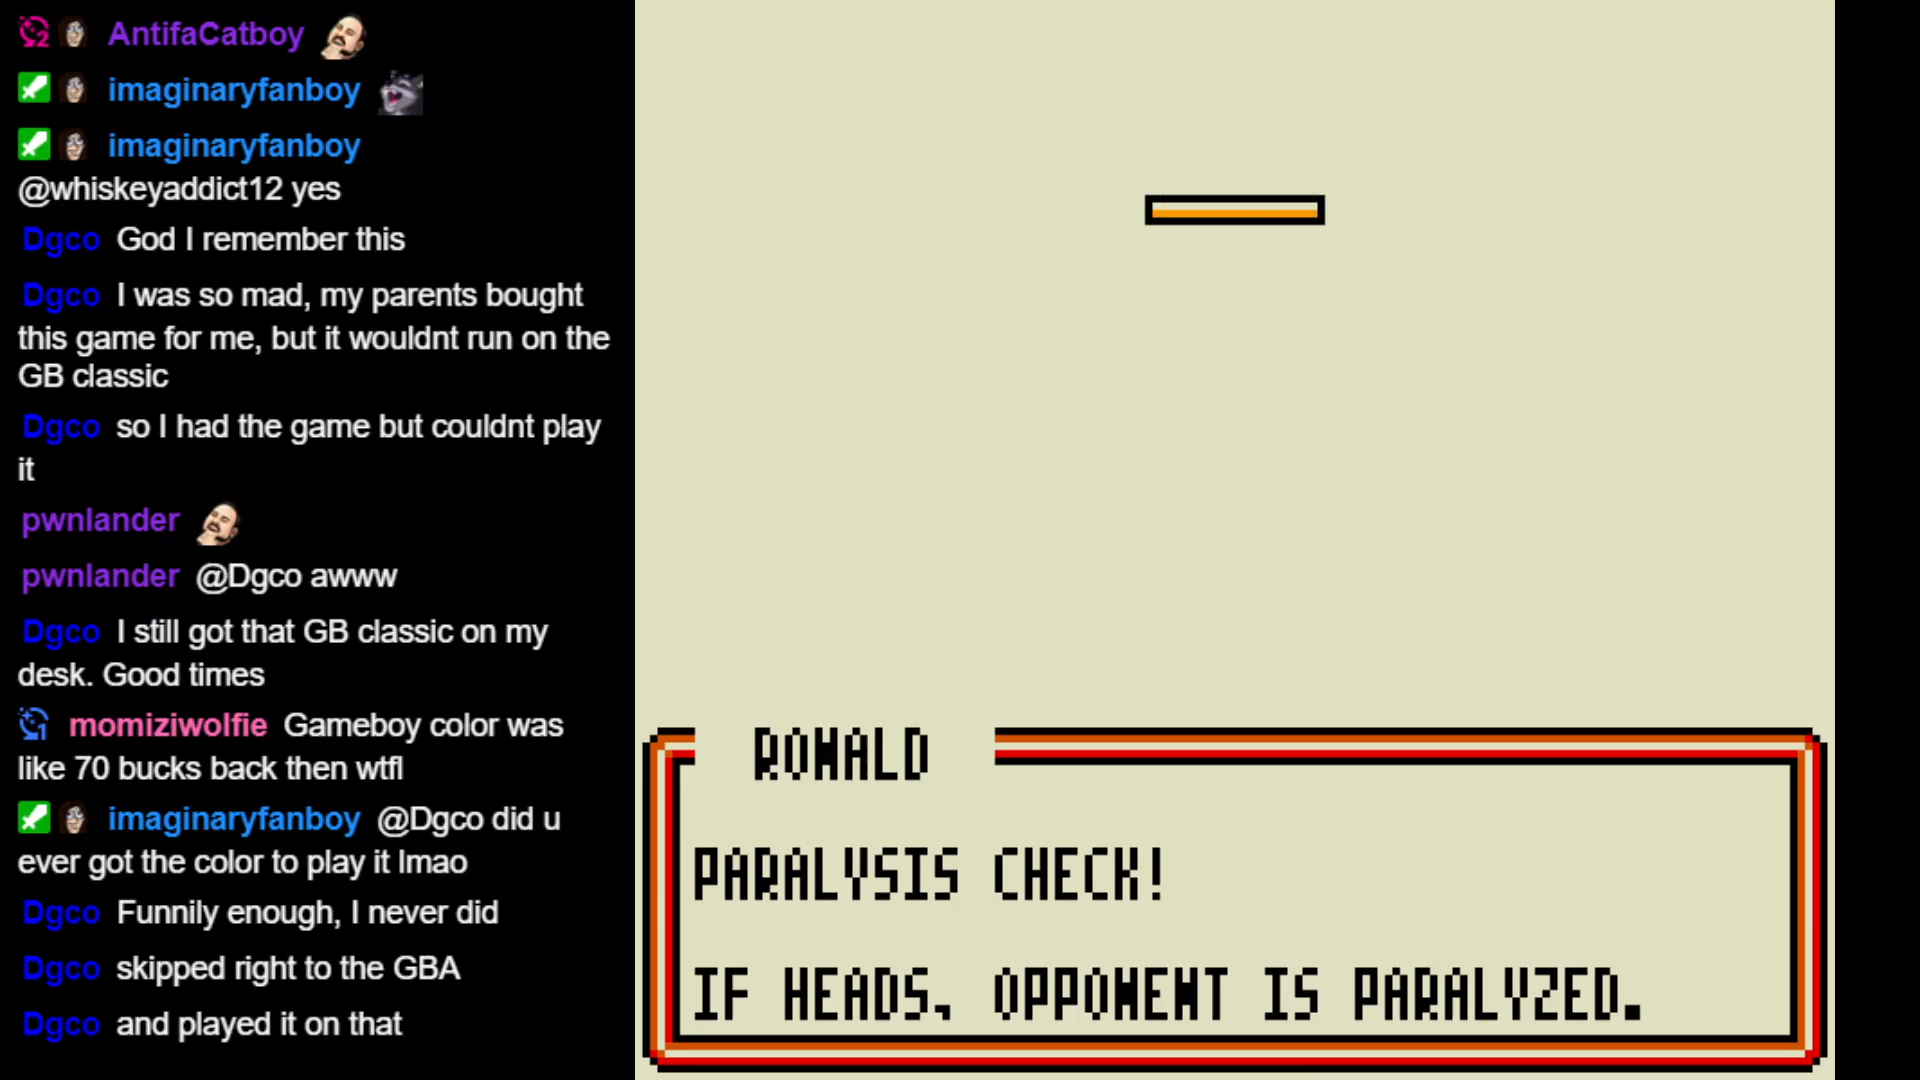 AntifaCatboy
imaginaryfanboy
imaginaryfanboy
@whiskeyaddict12 yes
Dgco God I remember this
Dgco I was so mad, my parents bought
this game for me, but it wouldnt run on the
GB classic
Dgco so I had the game but couldnt play
it
pwnlander
pwnlander @Dgco awww
Dgco I still got that GB classic on my
desk. Good times
momiziwolfie Gameboy color was
like 70 bucks back then wtfl
imaginaryfanboy @Dgco did u
ever got the color to play it lmao
Dgco Funnily enough, I never did
Dgco skipped right to the GBA
Dgco and played it on that
RONALD
PARALYSIS CHECK!
IF HEADS, OPPONENT IS PARALYZED.